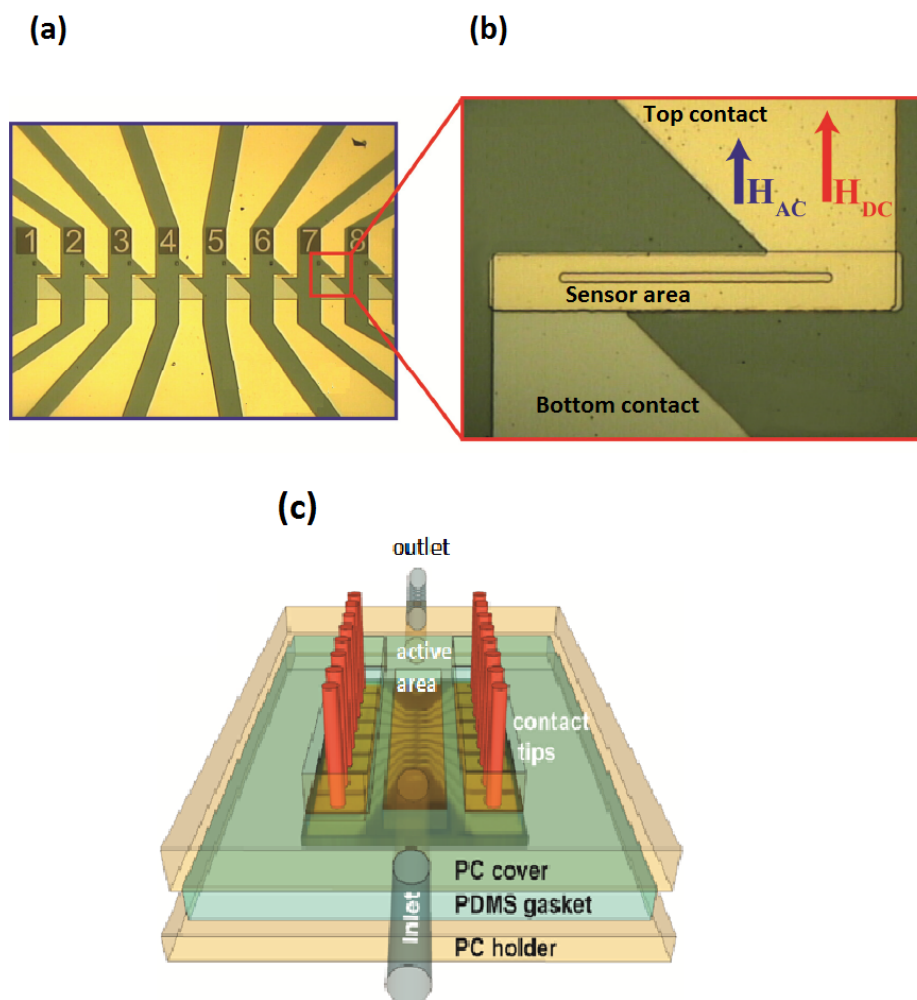 (a)
(b)
1 2 3 4 5 6 7 8
Top contact
H AC
H DC
Sensor area
Bottom contact
(c)
outlet
active
area
contact
tips
PC cover
PDMS gasket
PC holder
Inlet